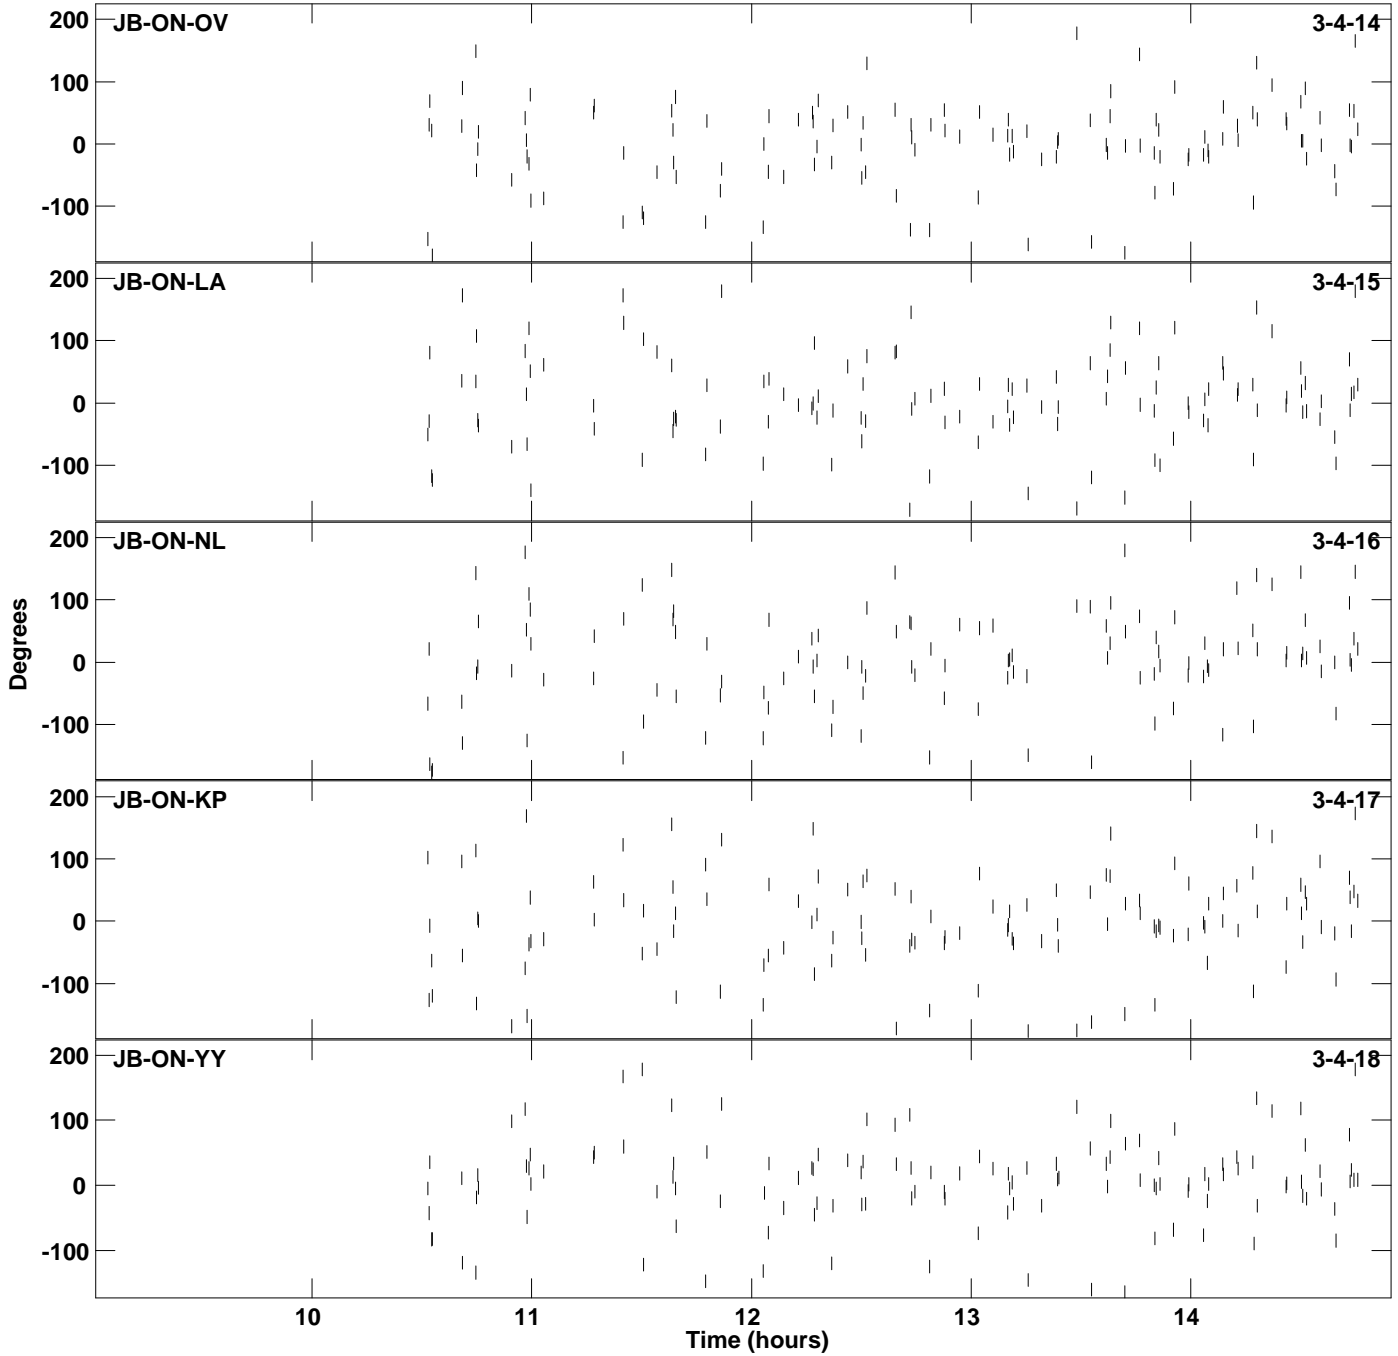 200 JB-ON-OV 3-4-14
100
0
-100
200 JB-ON-LA 3-4-15
100
0
-100
200 JB-ON-NL 3-4-16
100
0
-100
200 JB-ON-KP 3-4-17
100
0
-100
200 JB-ON-YY 3-4-18
100
0
-100
Degrees
10 11 12 13 14
Time (hours)